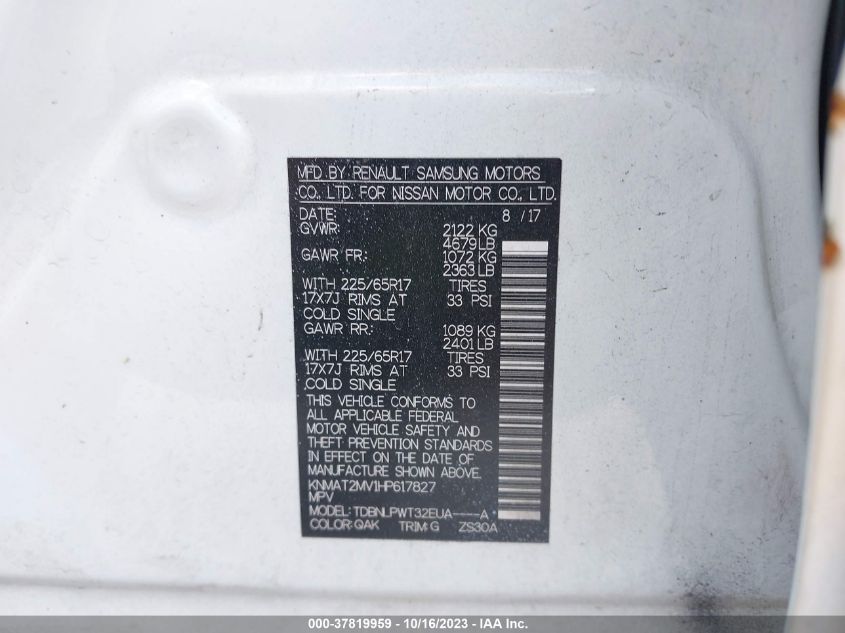 MFD BY RENAULT SAMSUNG MOTORS
CO., LTD. FOR NISSAN MOTOR CO., LTD.
DATE: 8 / 17
GVWR: 2122 KG
4679 LB
GAWR FR.: 1072 KG
2363 LB
WITH 225/65R17 TIRES
17X7J RIMS AT 33 PSI
COLD SINGLE
GAWR RR.: 1089 KG
2401 LB
WITH 225/65R17 TIRES
17X7J RIMS AT 33 PSI
COLD SINGLE
THIS VEHICLE CONFORMS TO
ALL APPLICABLE FEDERAL
MOTOR VEHICLE SAFETY AND
THEFT PREVENTION STANDARDS
IN EFFECT ON THE DATE OF
MANUFACTURE SHOWN ABOVE.
KNMAT2MV1HP617827
MPV
MODEL: TDBNLPWT32EUA----A
COLOR: QAK TRIM: G ZS30A
000-37819959 - 10/16/2023 - IAA Inc.